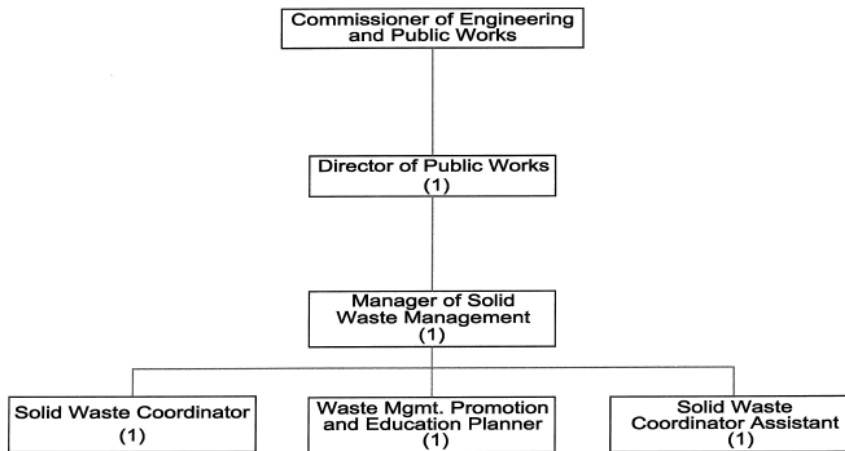 Commissioner of Engineering
and Public Works
Director of Public Works
(1)
Manager of Solid
Waste Management
(1)
Solid Waste Coordinator
(1)
Waste Mgmt. Promotion
and Education Planner
(1)
Solid Waste
Coordinator Assistant
(1)